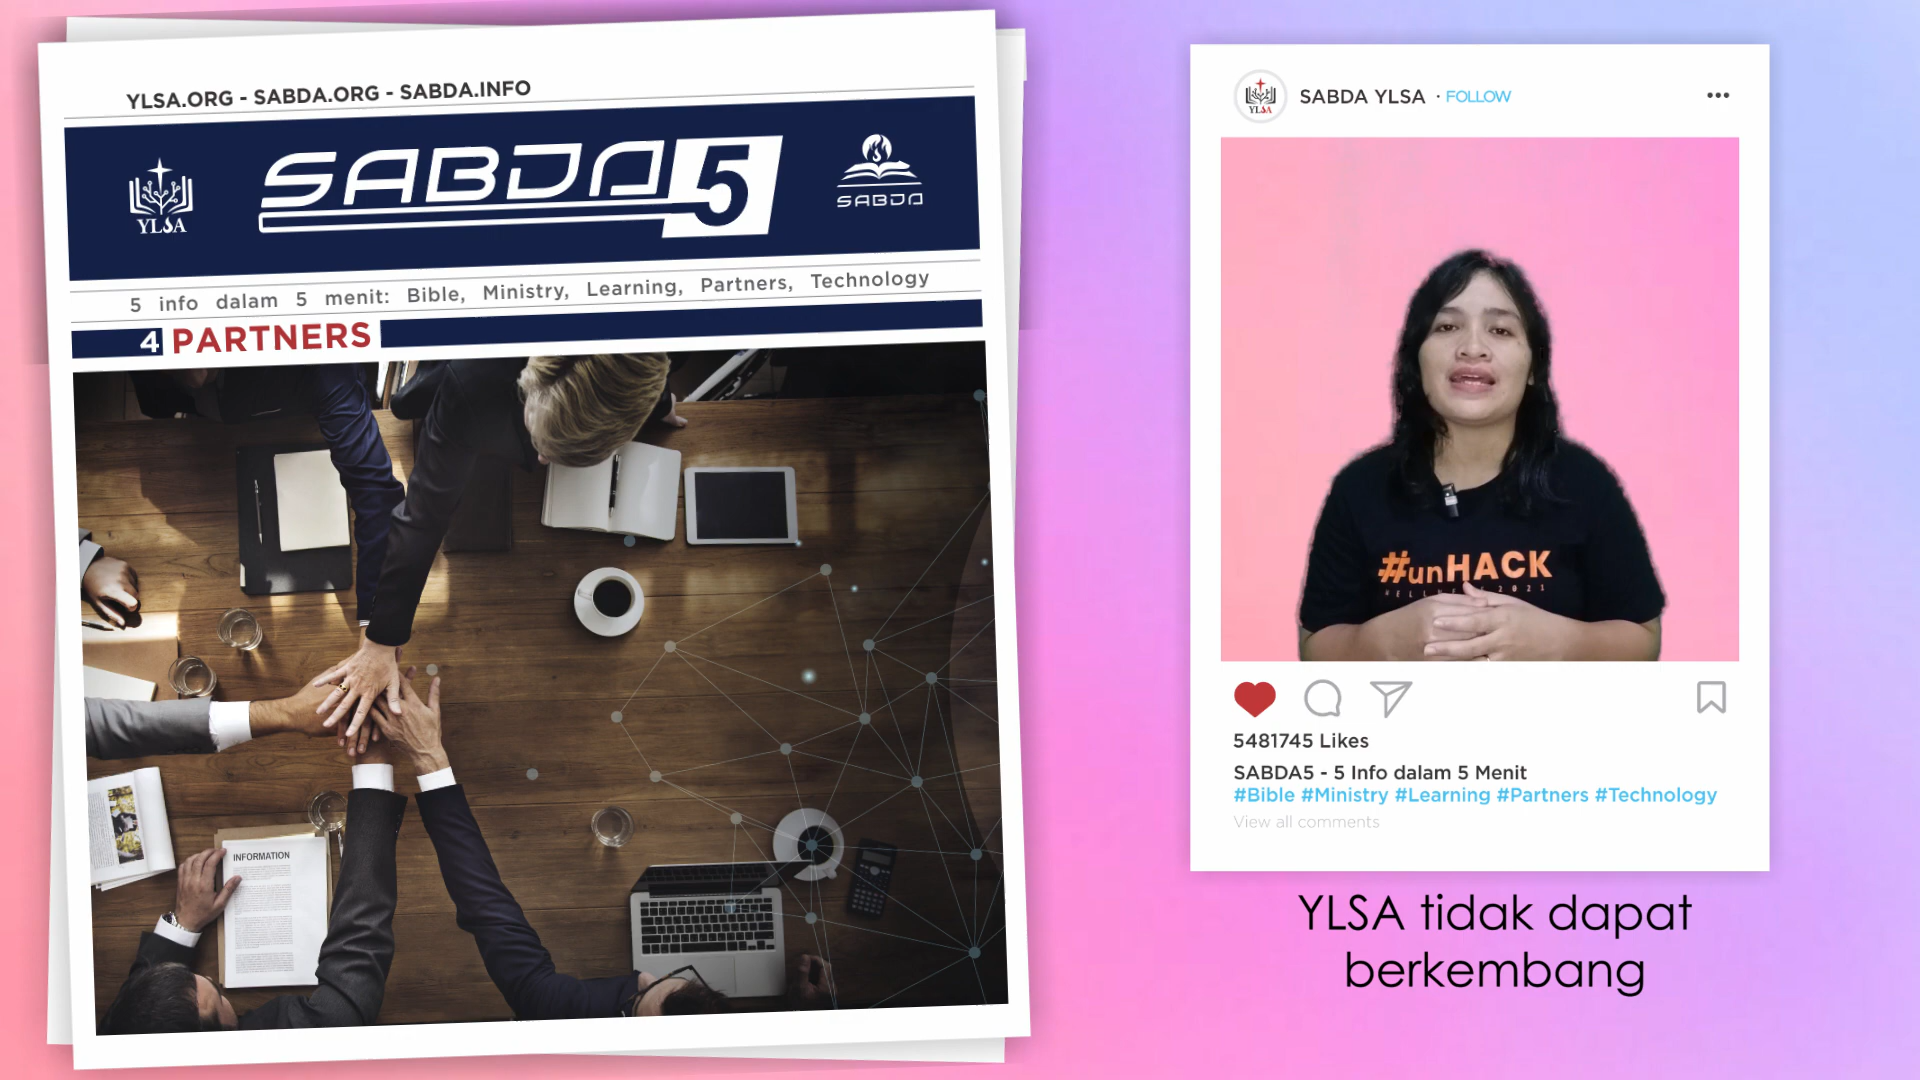 YLSA.ORG - SABDA.ORG - SABDA.INFO
YLSA
SABDA 5
SABDA
5 info dalam 5 menit: Bible, Ministry, Learning, Partners, Technology
4 PARTNERS
INFORMATION
YLSA
SABDA YLSA · FOLLOW
#unHACK
5481745 Likes
SABDA5 - 5 Info dalam 5 Menit
#Bible #Ministry #Learning #Partners #Technology
View all comments
YLSA tidak dapat
berkembang